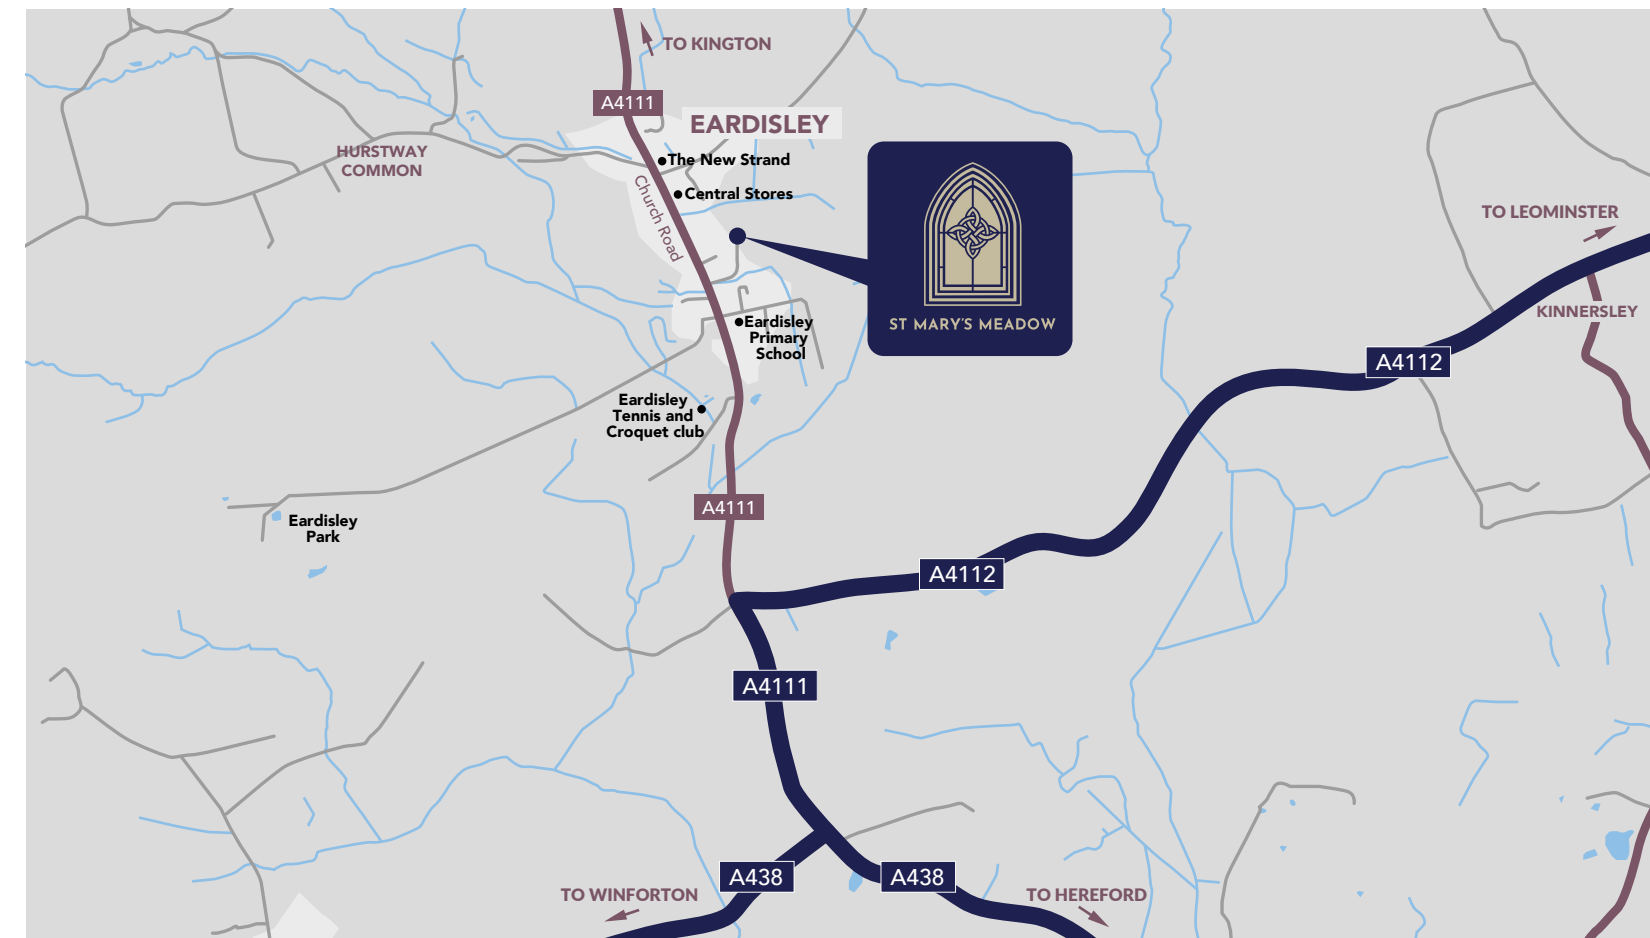 TO KINGTON
A4111
EARDISLEY
HURSTWAY
COMMON
The New Strand
Central Stores
Church Road
TO LEOMINSTER
KINNERSLEY
ST MARY'S MEADOW
Eardisley
Primary
School
A4112
Eardisley
Tennis and
Croquet club
A4111
Eardisley
Park
A4112
A4111
A438
A438
TO WINFORTON
TO HEREFORD